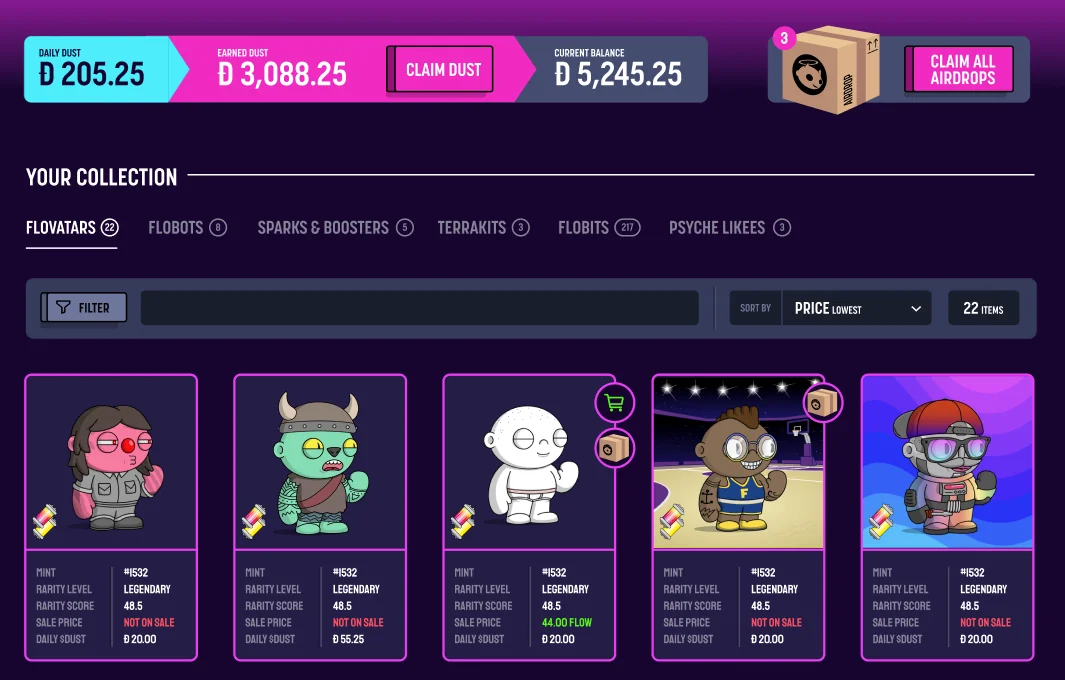 DAILY DUST
Đ 205.25
EARNED DUST
Đ 3,088.25
CLAIM DUST
CURRENT BALANCE
Đ 5,245.25
3
AIRDROP
CLAIM ALL
AIRDROPS
YOUR COLLECTION
FLOVATARS 22
FLOBOTS 8
SPARKS & BOOSTERS 5
TERRAKITS 3
FLOBITS 217
PSYCHE LIKEES 3
FILTER
SORT BY
PRICE LOWEST
22 ITEMS
F
MINT #1532
RARITY LEVEL LEGENDARY
RARITY SCORE 48.5
SALE PRICE NOT ON SALE
DAILY $DUST Đ 20.00
MINT #1532
RARITY LEVEL LEGENDARY
RARITY SCORE 48.5
SALE PRICE NOT ON SALE
DAILY $DUST Đ 55.25
MINT #1532
RARITY LEVEL LEGENDARY
RARITY SCORE 48.5
SALE PRICE 44.00 FLOW
DAILY $DUST Đ 20.00
MINT #1532
RARITY LEVEL LEGENDARY
RARITY SCORE 48.5
SALE PRICE NOT ON SALE
DAILY $DUST Đ 20.00
MINT #1532
RARITY LEVEL LEGENDARY
RARITY SCORE 48.5
SALE PRICE NOT ON SALE
DAILY $DUST Đ 20.00